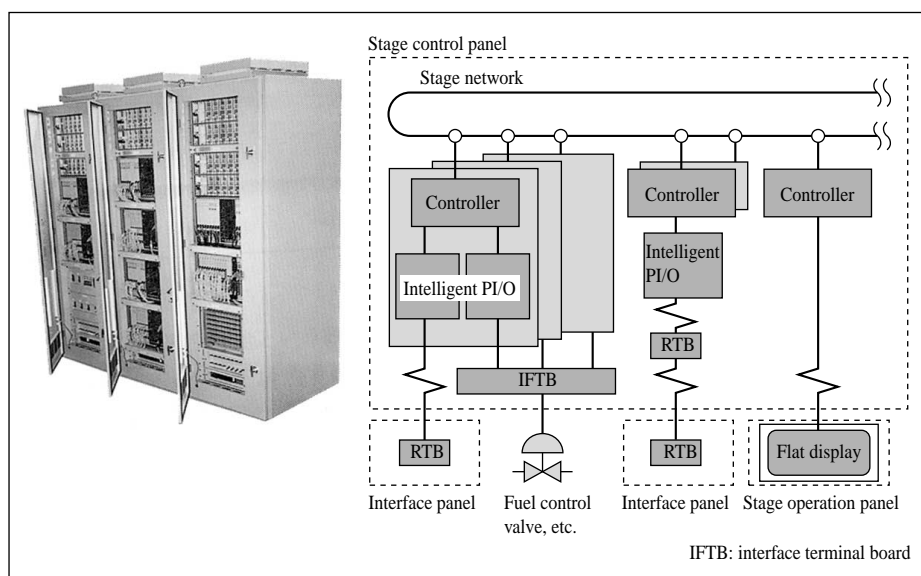 Stage control panel
Stage network
Controller
Controller
Controller
Intelligent PI/O
Intelligent
PI/O
RTB
IFTB
RTB
RTB
Flat display
Interface panel
Fuel control
valve, etc.
Interface panel
Stage operation panel
IFTB: interface terminal board